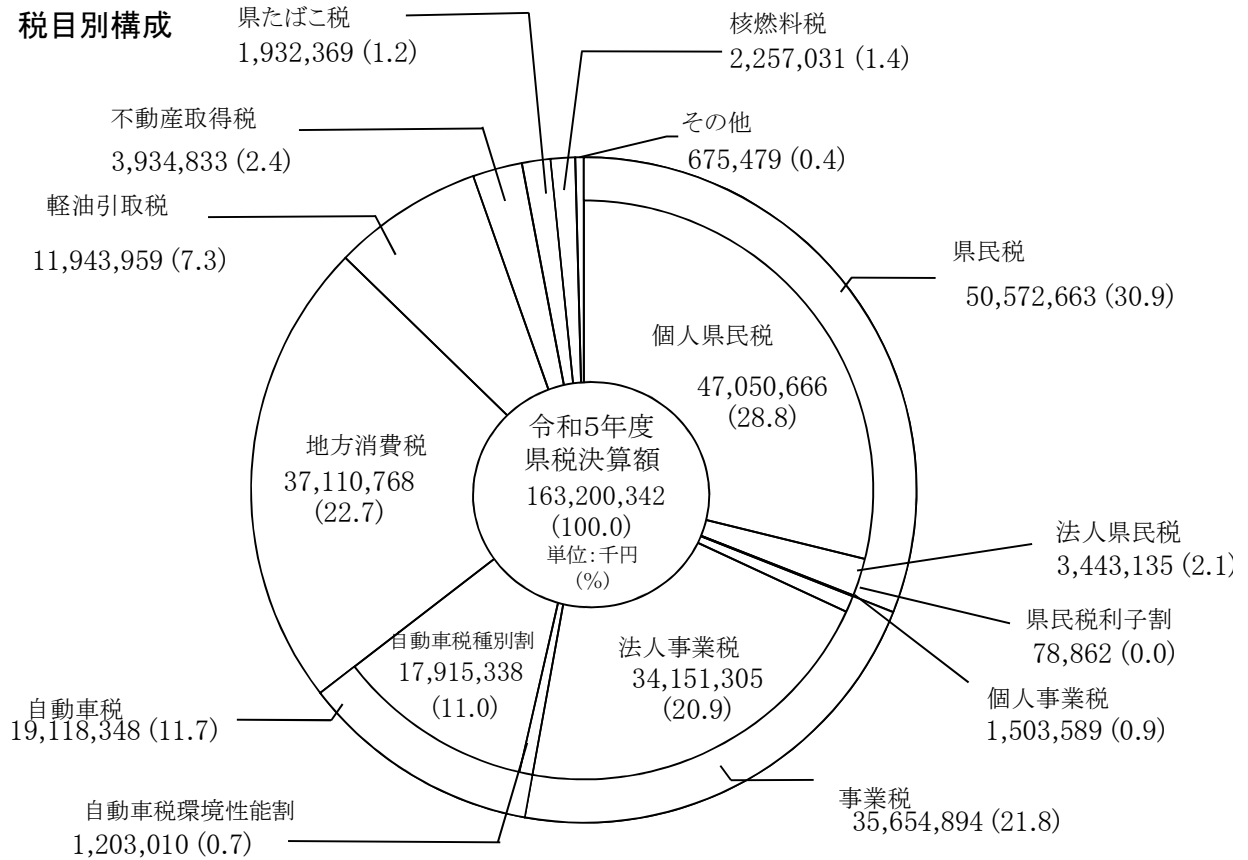 税目別構成
県たばこ税
1,932,369 (1.2)
核燃料税
2,257,031 (1.4)
不動産取得税
3,934,833 (2.4)
その他
675,479 (0.4)
軽油引取税
11,943,959 (7.3)
県民税
50,572,663 (30.9)
個人県民税
47,050,666
(28.8)
令和5年度
県税決算額
163,200,342
(100.0)
単位:千円
(%)
地方消費税
37,110,768
(22.7)
法人県民税
3,443,135 (2.1)
県民税利子割
78,862 (0.0)
個人事業税
1,503,589 (0.9)
自動車税種別割
17,915,338
(11.0)
法人事業税
34,151,305
(20.9)
自動車税
19,118,348 (11.7)
事業税
35,654,894 (21.8)
自動車税環境性能割
1,203,010 (0.7)